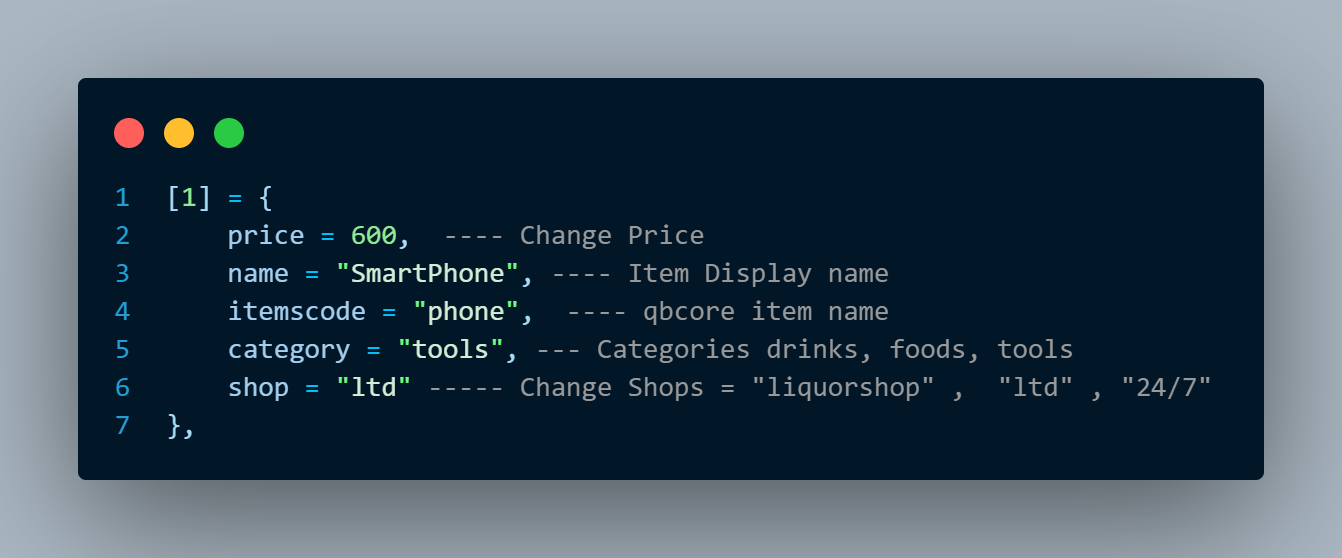 1 [1] = {
2     price = 600,  ---- Change Price
3     name = "SmartPhone", ---- Item Display name
4     itemscode = "phone",  ---- qbcore item name
5     category = "tools", --- Categories drinks, foods, tools
6     shop = "ltd" ----- Change Shops = "liquorshop" ,  "ltd" , "24/7"
7 },